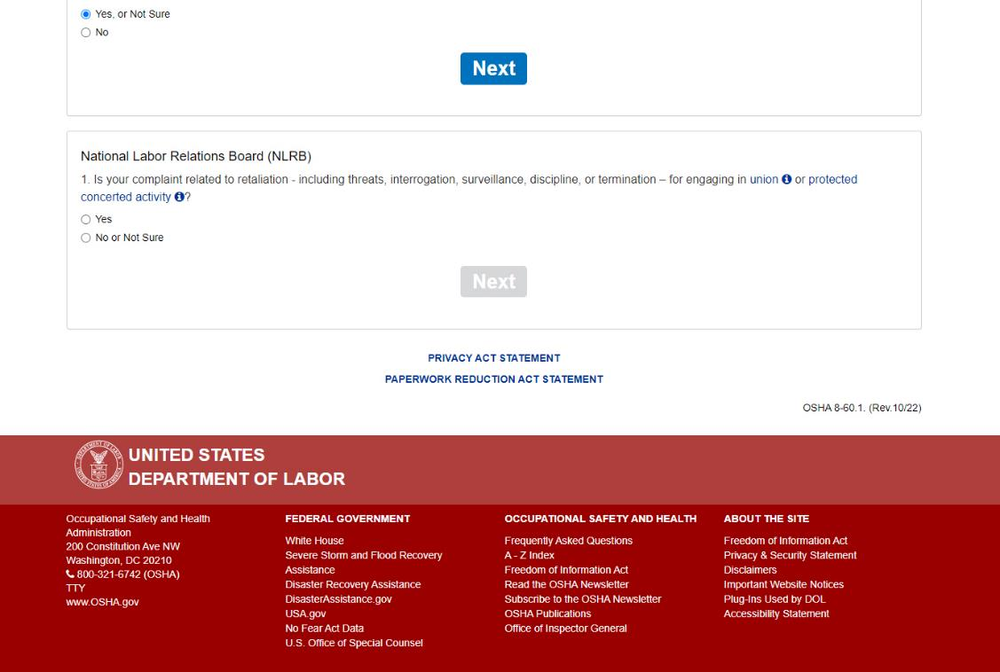 Yes, or Not Sure
No
Next
National Labor Relations Board (NLRB)
1. Is your complaint related to retaliation - including threats, interrogation, surveillance, discipline, or termination – for engaging in union or protected
concerted activity ?
Yes
No or Not Sure
Next
PRIVACY ACT STATEMENT
PAPERWORK REDUCTION ACT STATEMENT
OSHA 8-60.1. (Rev.10/22)
UNITED STATES
DEPARTMENT OF LABOR
Occupational Safety and Health
Administration
200 Constitution Ave NW
Washington, DC 20210
800-321-6742 (OSHA)
TTY
www.OSHA.gov
FEDERAL GOVERNMENT
White House
Severe Storm and Flood Recovery
Assistance
Disaster Recovery Assistance
DisasterAssistance.gov
USA.gov
No Fear Act Data
U.S. Office of Special Counsel
OCCUPATIONAL SAFETY AND HEALTH
Frequently Asked Questions
A - Z Index
Freedom of Information Act
Read the OSHA Newsletter
Subscribe to the OSHA Newsletter
OSHA Publications
Office of Inspector General
ABOUT THE SITE
Freedom of Information Act
Privacy & Security Statement
Disclaimers
Important Website Notices
Plug-Ins Used by DOL
Accessibility Statement